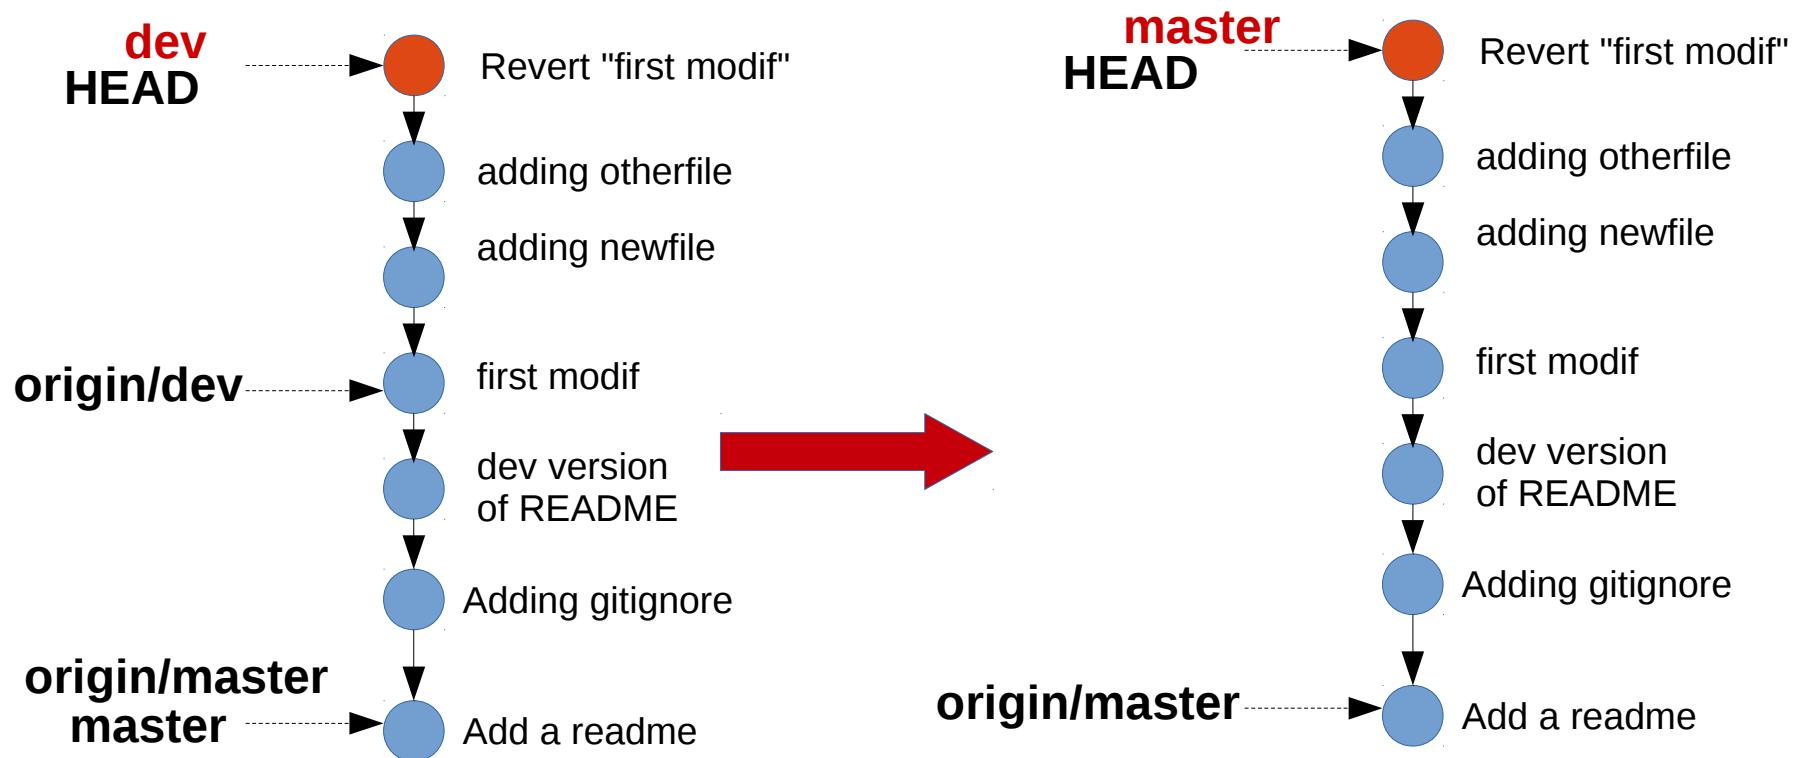 dev
HEAD
Revert "first modif"
adding otherfile
adding newfile
origin/dev
first modif
dev version
of README
Adding gitignore
origin/master
master
Add a readme
master
HEAD
Revert "first modif"
adding otherfile
adding newfile
first modif
dev version
of README
Adding gitignore
origin/master
Add a readme